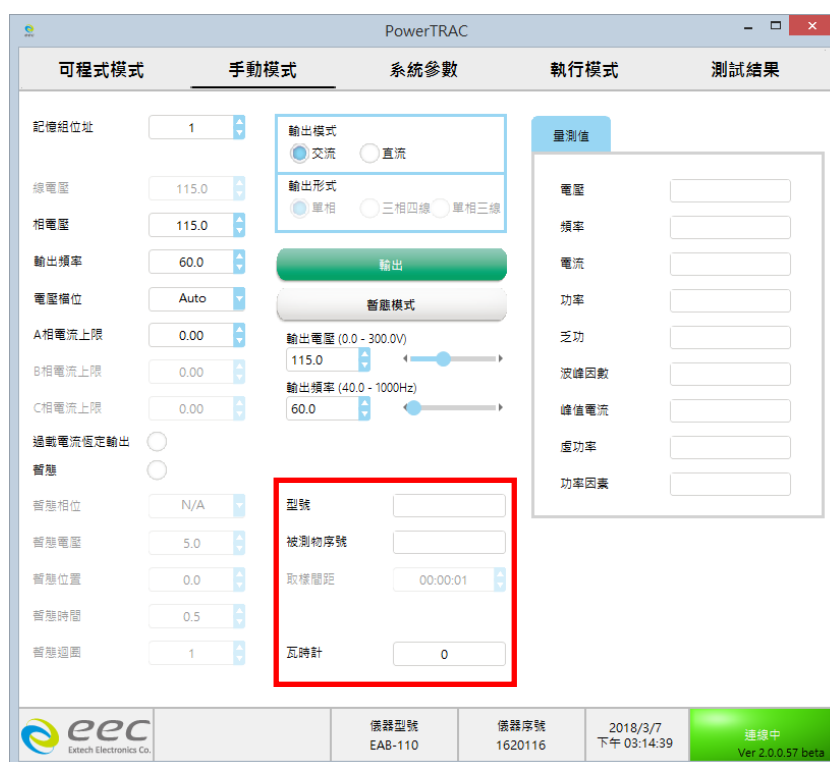 PowerTRAC
可程式模式 手動模式 系統參數 執行模式 測試結果
記憶組位址 1
線電壓 115.0
相電壓 115.0
輸出頻率 60.0
電壓檔位 Auto
A相電流上限 0.00
B相電流上限 0.00
C相電流上限 0.00
過載電流恆定輸出
暫態
暫態相位 N/A
暫態電壓 5.0
暫態位置 0.0
暫態時間 0.5
暫態迴圈 1
輸出模式
交流 直流
輸出形式
單相 三相四線 單相三線
輸出
暫態模式
輸出電壓 (0.0 - 300.0V)
115.0
輸出頻率 (40.0 - 1000Hz)
60.0
型號
被測物序號
取樣間距 00:00:01
瓦時計 0
量測值
電壓
頻率
電流
功率
乏功
波峰因數
峰值電流
虛功率
功率因素
eec
Extech Electronics Co.
儀器型號
EAB-110
儀器序號
1620116
2018/3/7
下午 03:14:39
連線中
Ver 2.0.0.57 beta